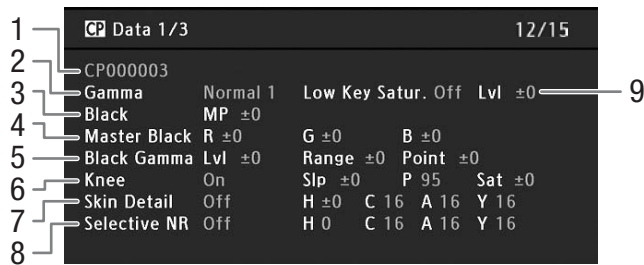 CP Data 1/3 12/15
1 CP000003
2 Gamma Normal 1 Low Key Satur. Off Lvl ±0 9
3 Black MP ±0
4 Master Black R ±0 G ±0 B ±0
5 Black Gamma Lvl ±0 Range ±0 Point ±0
6 Knee On Slp ±0 P 95 Sat ±0
7 Skin Detail Off H ±0 C 16 A 16 Y 16
8 Selective NR Off H 0 C 16 A 16 Y 16